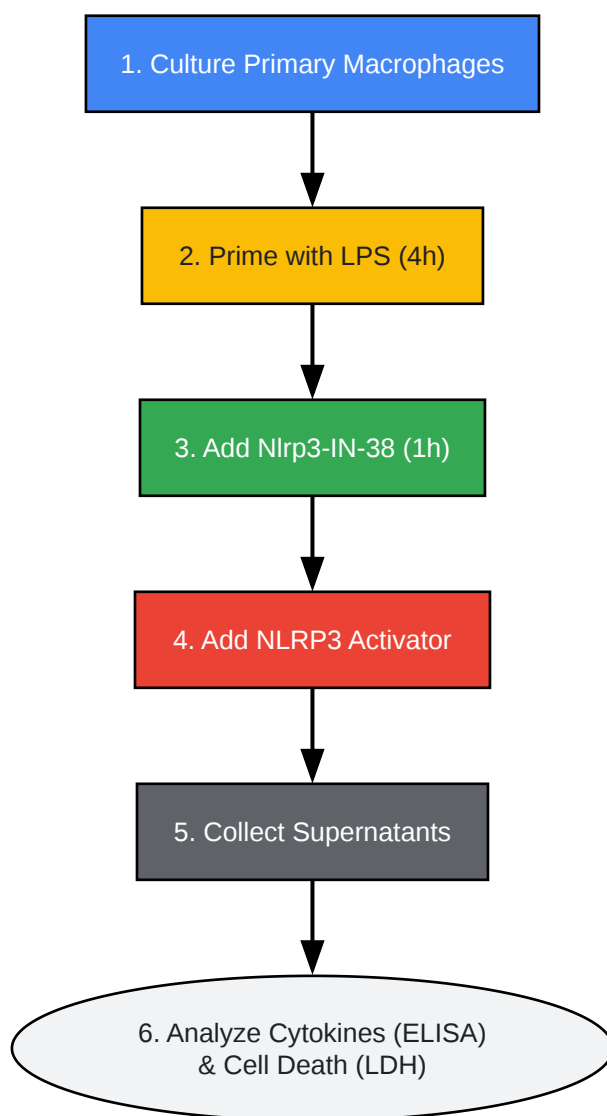 1. Culture Primary Macrophages
2. Prime with LPS (4h)
3. Add Nlrp3-IN-38 (1h)
4. Add NLRP3 Activator
5. Collect Supernatants
6. Analyze Cytokines (ELISA)
& Cell Death (LDH)